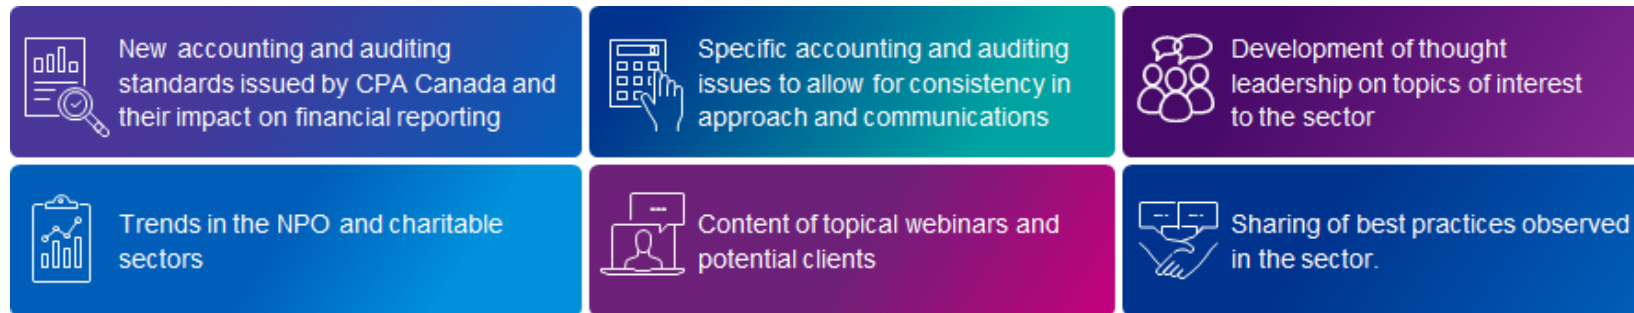 New accounting and auditing
standards issued by CPA Canada and
their impact on financial reporting
Specific accounting and auditing
issues to allow for consistency in
approach and communications
Development of thought
leadership on topics of interest
to the sector
Trends in the NPO and charitable
sectors
Content of topical webinars and
potential clients
Sharing of best practices observed
in the sector.